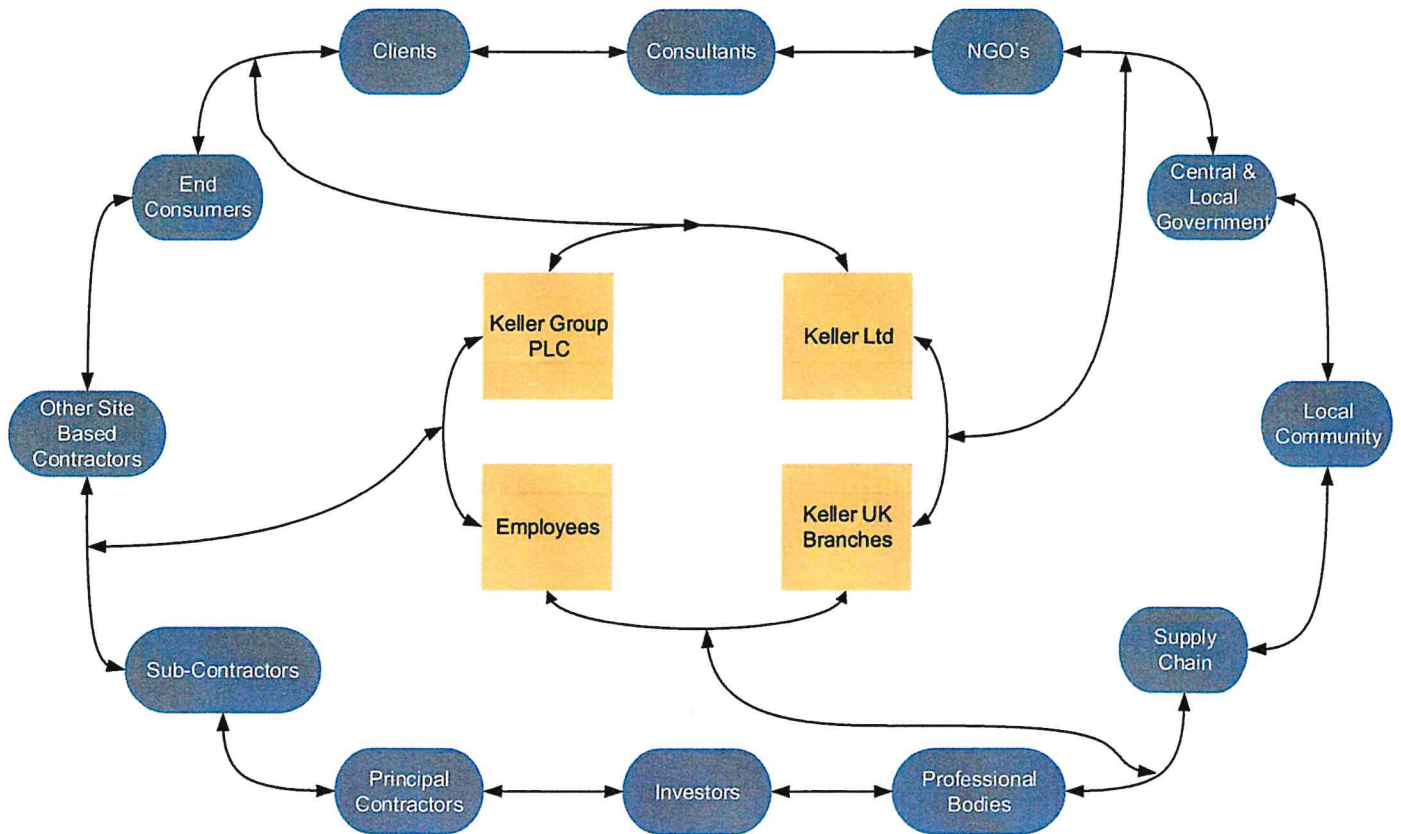 Clients
Consultants
NGO's
End
Consumers
Central &
Local
Government
Keller Group
PLC
Keller Ltd
Other Site
Based
Contractors
Local
Community
Employees
Keller UK
Branches
Sub-Contractors
Supply
Chain
Principal
Contractors
Investors
Professional
Bodies